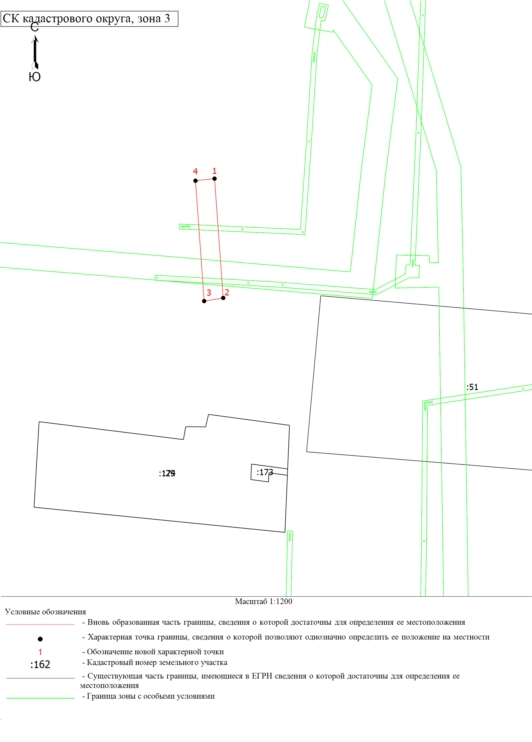 СК кадастрового округа, зона 3
С
Ю
4 1
3 2
:51
:173
Масштаб 1:1200
Условные обозначения
- Вновь образованная часть границы, сведения о которой достаточны для определения ее местоположения
- Характерная точка границы, сведения о которой позволяют однозначно определить ее положение на местности
1 - Обозначение новой характерной точки
:162 - Кадастровый номер земельного участка
- Существующая часть границы, имеющиеся в ЕГРН сведения о которой достаточны для определения ее
местоположения
- Граница зоны с особыми условиями